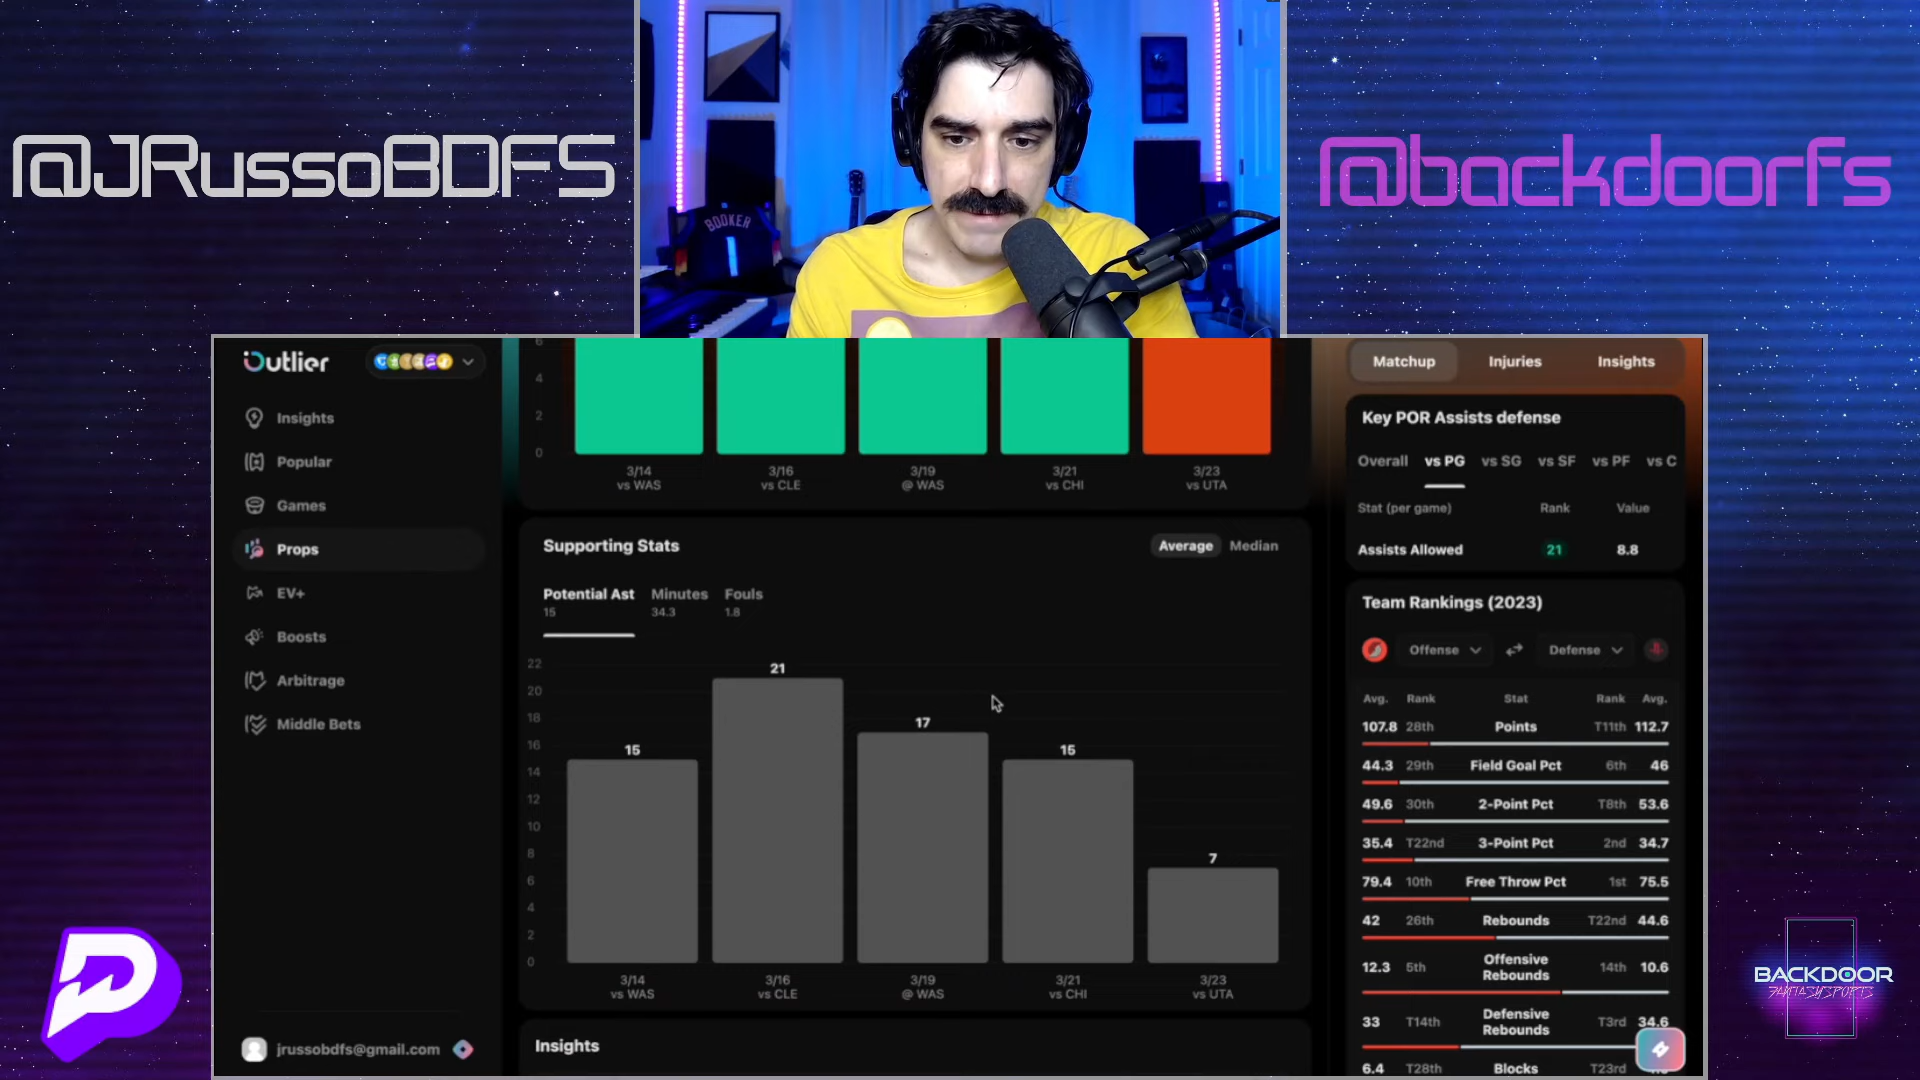 @JRussoBDFS
@backdoorfs
BOOKER
1
Outlier
Insights
Popular
Games
Props
EV+
Boosts
Arbitrage
Middle Bets
jrussobdfs@gmail.com
6
4
2
0
3/14 vs WAS
3/16 vs CLE
3/19 @ WAS
3/21 vs CHI
3/23 vs UTA
Supporting Stats
Average Median
Potential Ast Minutes Fouls
15 34.3 1.8
22
20
18
16
14
12
10
8
6
4
2
0
15
21
17
15
7
3/14 vs WAS
3/16 vs CLE
3/19 @ WAS
3/21 vs CHI
3/23 vs UTA
Insights
Matchup Injuries Insights
Key POR Assists defense
Overall vs PG vs SG vs SF vs PF vs C
Stat (per game) Rank Value
Assists Allowed 21 8.8
Team Rankings (2023)
Offense Defense
Avg. Rank Stat Rank Avg.
107.8 28th Points T11th 112.7
44.3 29th Field Goal Pct 6th 46
49.6 30th 2-Point Pct T8th 53.6
35.4 T22nd 3-Point Pct 2nd 34.7
79.4 10th Free Throw Pct 1st 75.5
42 26th Rebounds T22nd 44.6
12.3 5th Offensive Rebounds 14th 10.6
33 T14th Defensive Rebounds T3rd 34.6
6.4 T28th Blocks T23rd
BACKDOOR
FANTASY SPORTS